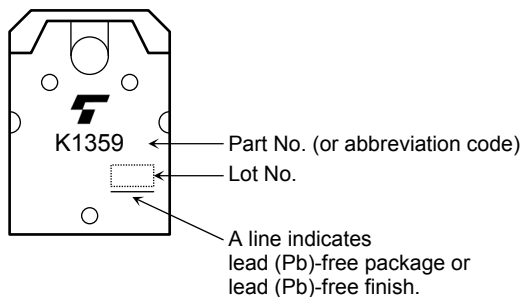 K1359
Part No. (or abbreviation code)
Lot No.
A line indicates
lead (Pb)-free package or
lead (Pb)-free finish.